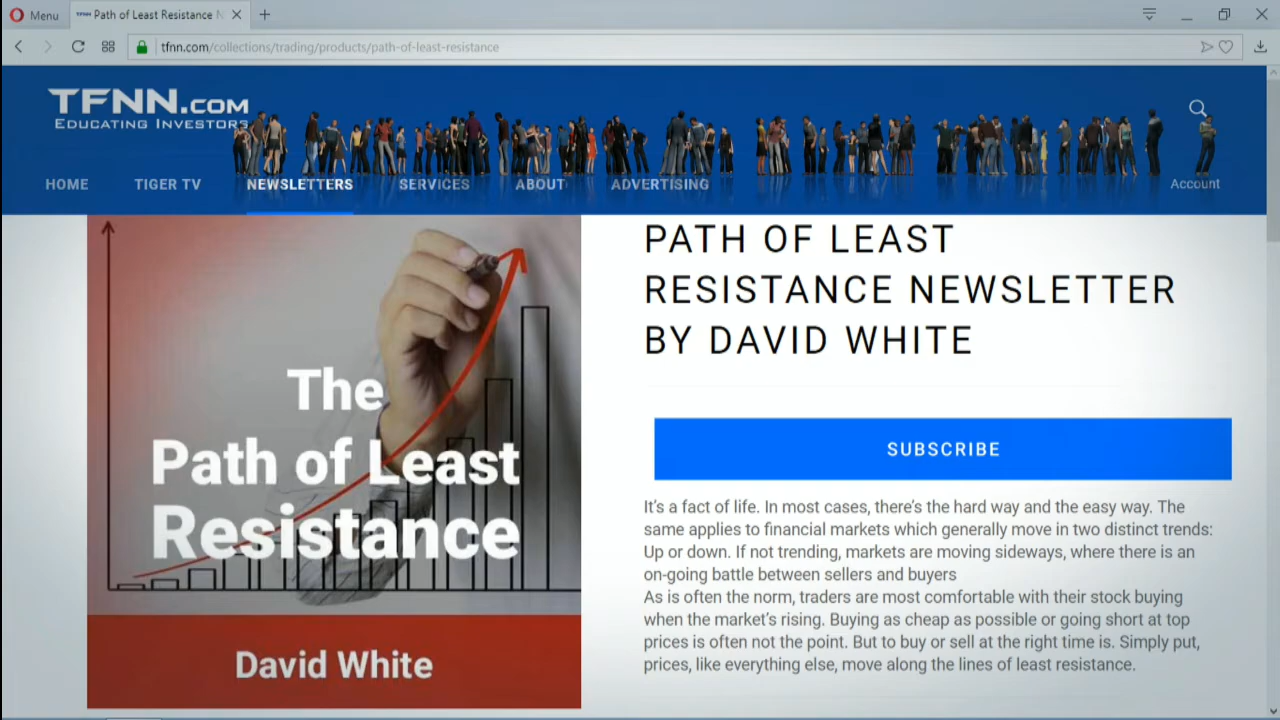 Menu
Path of Least Resistance N
tfnn.com/collections/trading/products/path-of-least-resistance
TFNN.COM
EDUCATING INVESTORS
HOME
TIGER TV
NEWSLETTERS
SERVICES
ABOUT
ADVERTISING
Account
The
Path of Least
Resistance
David White
PATH OF LEAST
RESISTANCE NEWSLETTER
BY DAVID WHITE
SUBSCRIBE
It's a fact of life. In most cases, there's the hard way and the easy way. The
same applies to financial markets which generally move in two distinct trends:
Up or down. If not trending, markets are moving sideways, where there is an
on-going battle between sellers and buyers
As is often the norm, traders are most comfortable with their stock buying
when the market's rising. Buying as cheap as possible or going short at top
prices is often not the point. But to buy or sell at the right time is. Simply put,
prices, like everything else, move along the lines of least resistance.